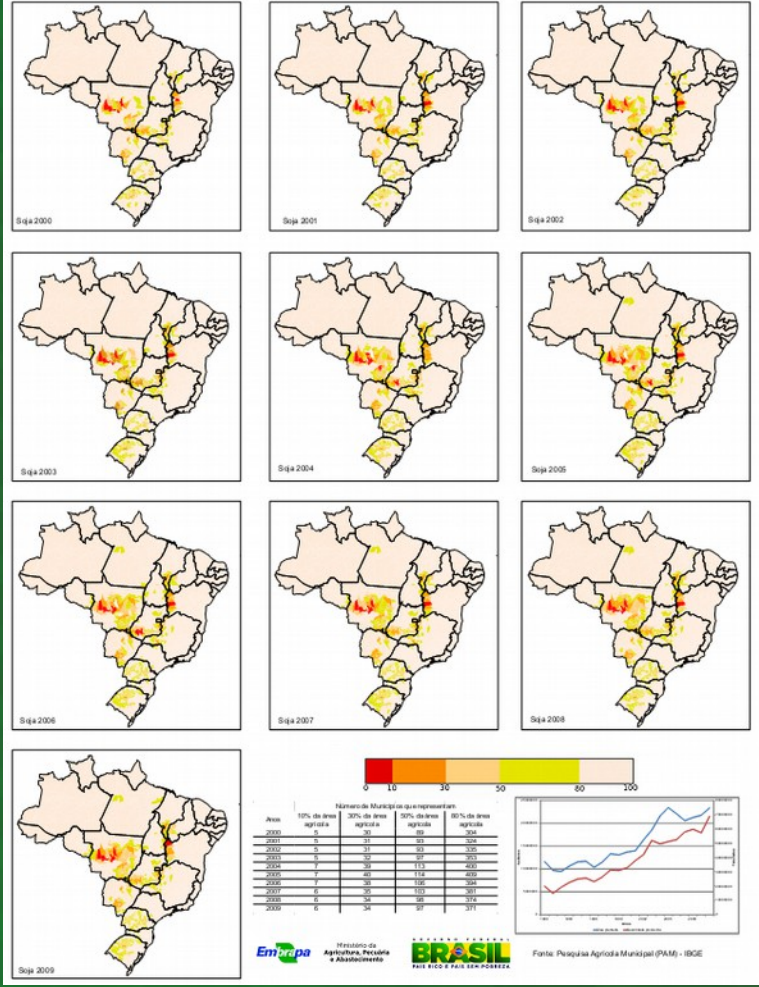 Soja 2000
Soja 2001
Soja 2002
Soja 2003
Soja 2004
Soja 2005
Soja 2006
Soja 2007
Soja 2008
Soja 2009
0 10 30 50 80 100
Número de Municípios que representam
Anos 10% da área agrícola 30% da área agrícola 50% da área agrícola 80% da área agrícola
2000 5 30 89 304
2001 5 31 93 324
2002 5 31 93 335
2003 5 32 97 353
2004 7 39 113 400
2005 7 40 114 409
2006 7 38 106 394
2007 6 35 103 381
2008 6 34 98 374
2009 6 34 97 371
Embrapa
Ministério da
Agricultura, Pecuária
e Abastecimento
GOVERNO FEDERAL
BRASIL
PAÍS RICO É PAÍS SEM POBREZA
Fonte: Pesquisa Agrícola Municipal (PAM) - IBGE